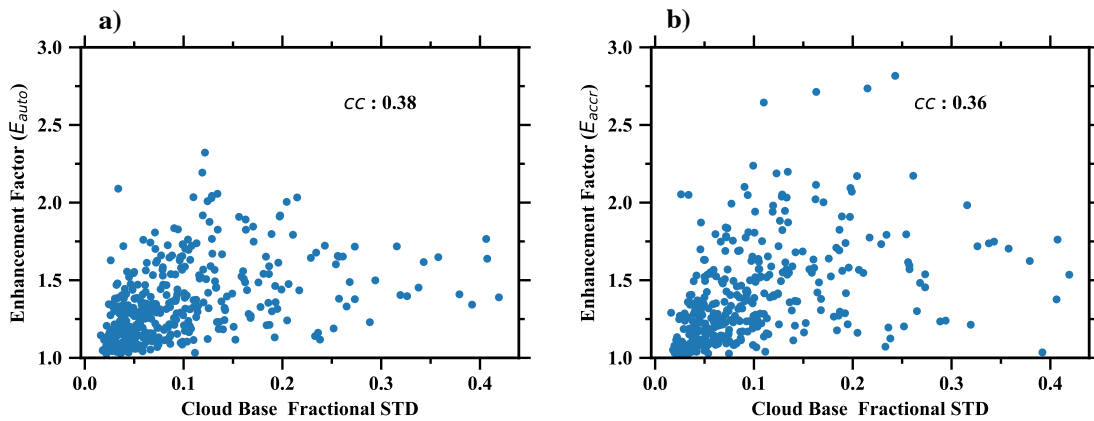 a)
3.0
2.5
2.0
1.5
1.0
Enhancement Factor (E_auto)
cc : 0.38
0.0 0.1 0.2 0.3 0.4
Cloud Base Fractional STD
b)
3.0
2.5
2.0
1.5
1.0
Enhancement Factor (E_accr)
cc : 0.36
0.0 0.1 0.2 0.3 0.4
Cloud Base Fractional STD